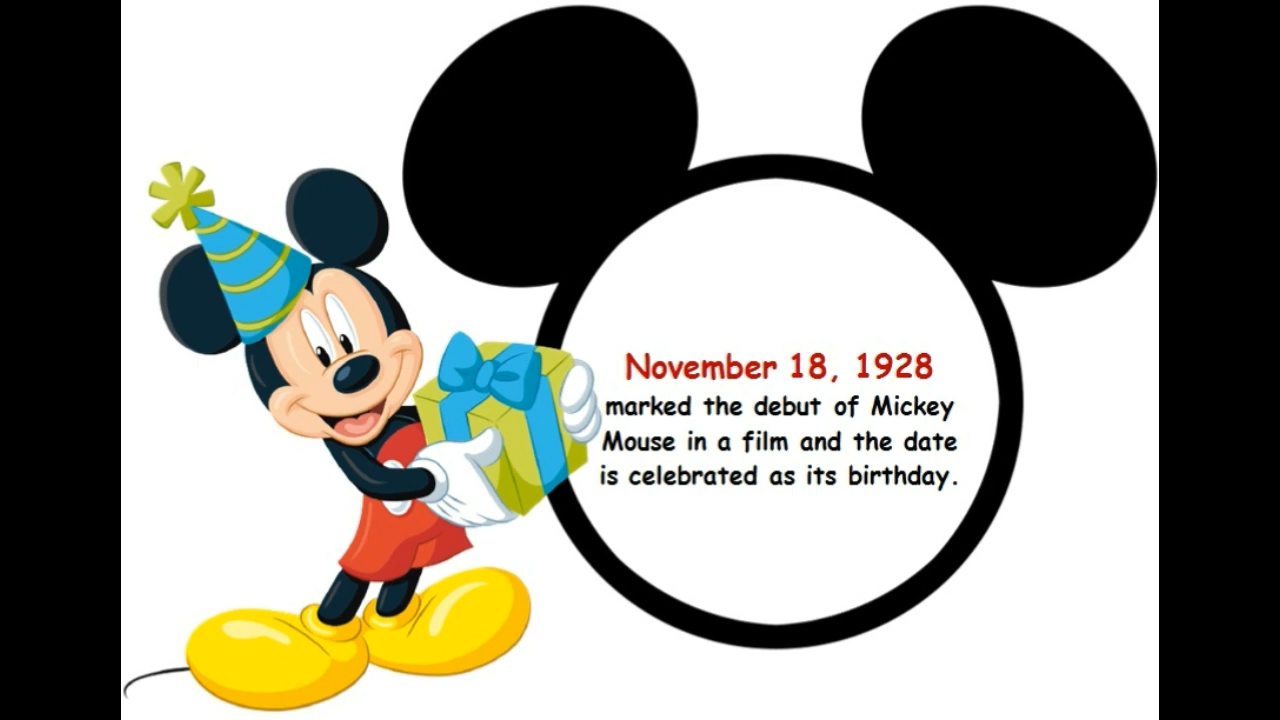 November 18, 1928
marked the debut of Mickey
Mouse in a film and the date
is celebrated as its birthday.